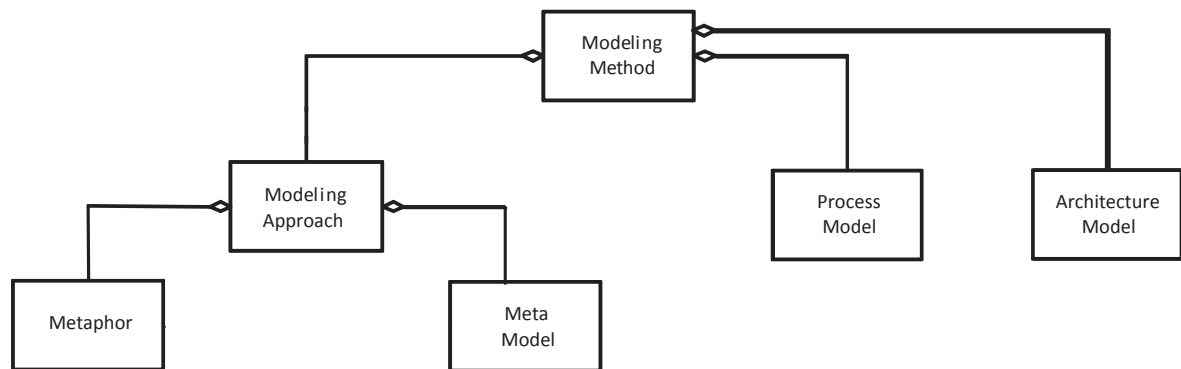 Modeling
Method
Modeling
Approach
Process
Model
Architecture
Model
Metaphor
Meta
Model